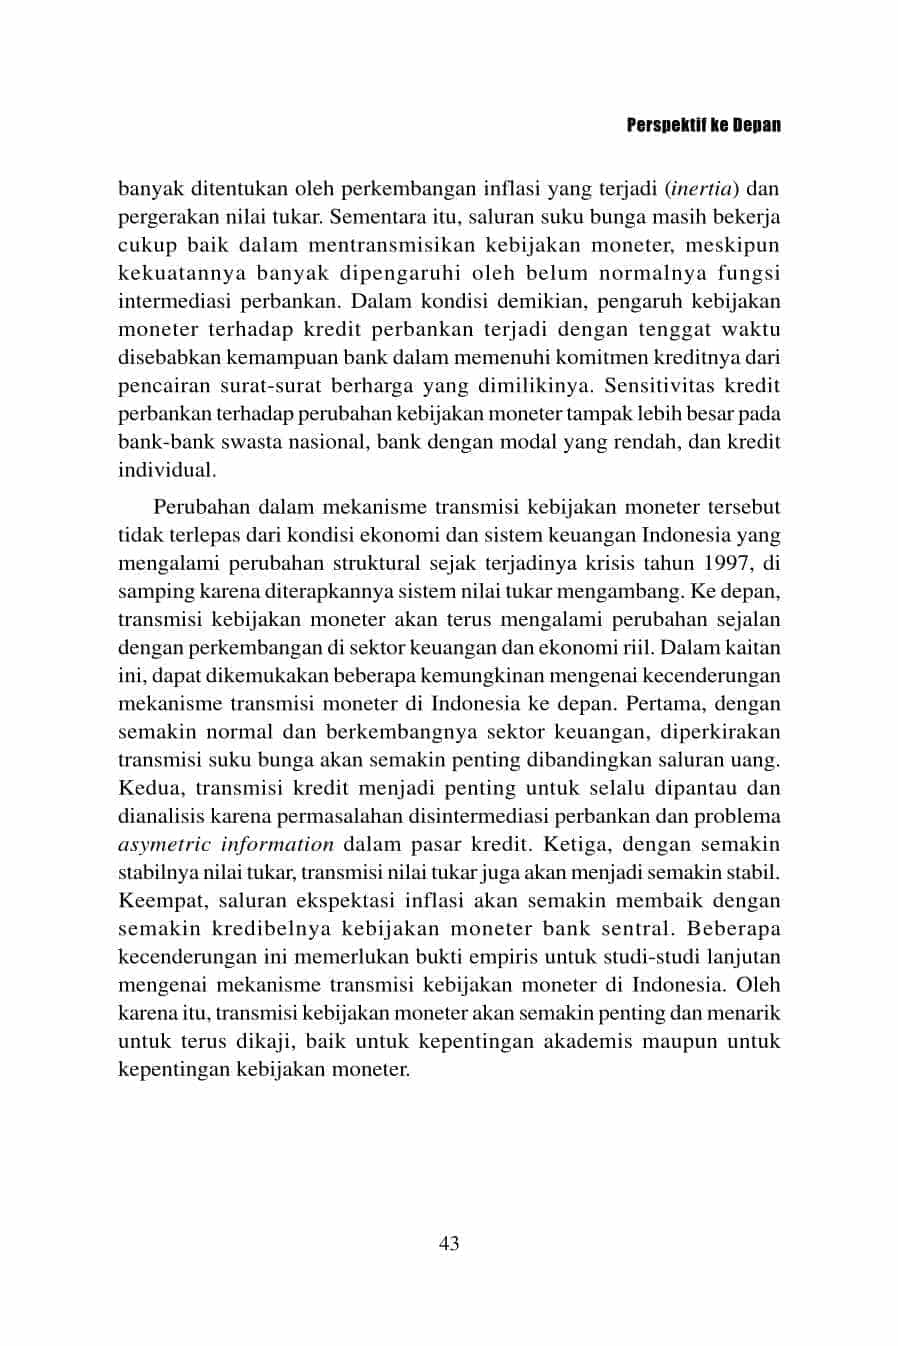 Perspektif ke Depan
banyak ditentukan oleh perkembangan inflasi yang terjadi (inertia) dan
pergerakan nilai tukar. Sementara itu, saluran suku bunga masih bekerja
cukup baik dalam mentransmisikan kebijakan moneter, meskipun
kekuatannya banyak dipengaruhi oleh belum normalnya fungsi
intermediasi perbankan. Dalam kondisi demikian, pengaruh kebijakan
moneter terhadap kredit perbankan terjadi dengan tenggat waktu
disebabkan kemampuan bank dalam memenuhi komitmen kreditnya dari
pencairan surat-surat berharga yang dimilikinya. Sensitivitas kredit
perbankan terhadap perubahan kebijakan moneter tampak lebih besar pada
bank-bank swasta nasional, bank dengan modal yang rendah, dan kredit
individual.
Perubahan dalam mekanisme transmisi kebijakan moneter tersebut
tidak terlepas dari kondisi ekonomi dan sistem keuangan Indonesia yang
mengalami perubahan struktural sejak terjadinya krisis tahun 1997, di
samping karena diterapkannya sistem nilai tukar mengambang. Ke depan,
transmisi kebijakan moneter akan terus mengalami perubahan sejalan
dengan perkembangan di sektor keuangan dan ekonomi riil. Dalam kaitan
ini, dapat dikemukakan beberapa kemungkinan mengenai kecenderungan
mekanisme transmisi moneter di Indonesia ke depan. Pertama, dengan
semakin normal dan berkembangnya sektor keuangan, diperkirakan
transmisi suku bunga akan semakin penting dibandingkan saluran uang.
Kedua, transmisi kredit menjadi penting untuk selalu dipantau dan
dianalisis karena permasalahan disintermediasi perbankan dan problema
asymetric information dalam pasar kredit. Ketiga, dengan semakin
stabilnya nilai tukar, transmisi nilai tukar juga akan menjadi semakin stabil.
Keempat, saluran ekspektasi inflasi akan semakin membaik dengan
semakin kredibelnya kebijakan moneter bank sentral. Beberapa
kecenderungan ini memerlukan bukti empiris untuk studi-studi lanjutan
mengenai mekanisme transmisi kebijakan moneter di Indonesia. Oleh
karena itu, transmisi kebijakan moneter akan semakin penting dan menarik
untuk terus dikaji, baik untuk kepentingan akademis maupun untuk
kepentingan kebijakan moneter.
43